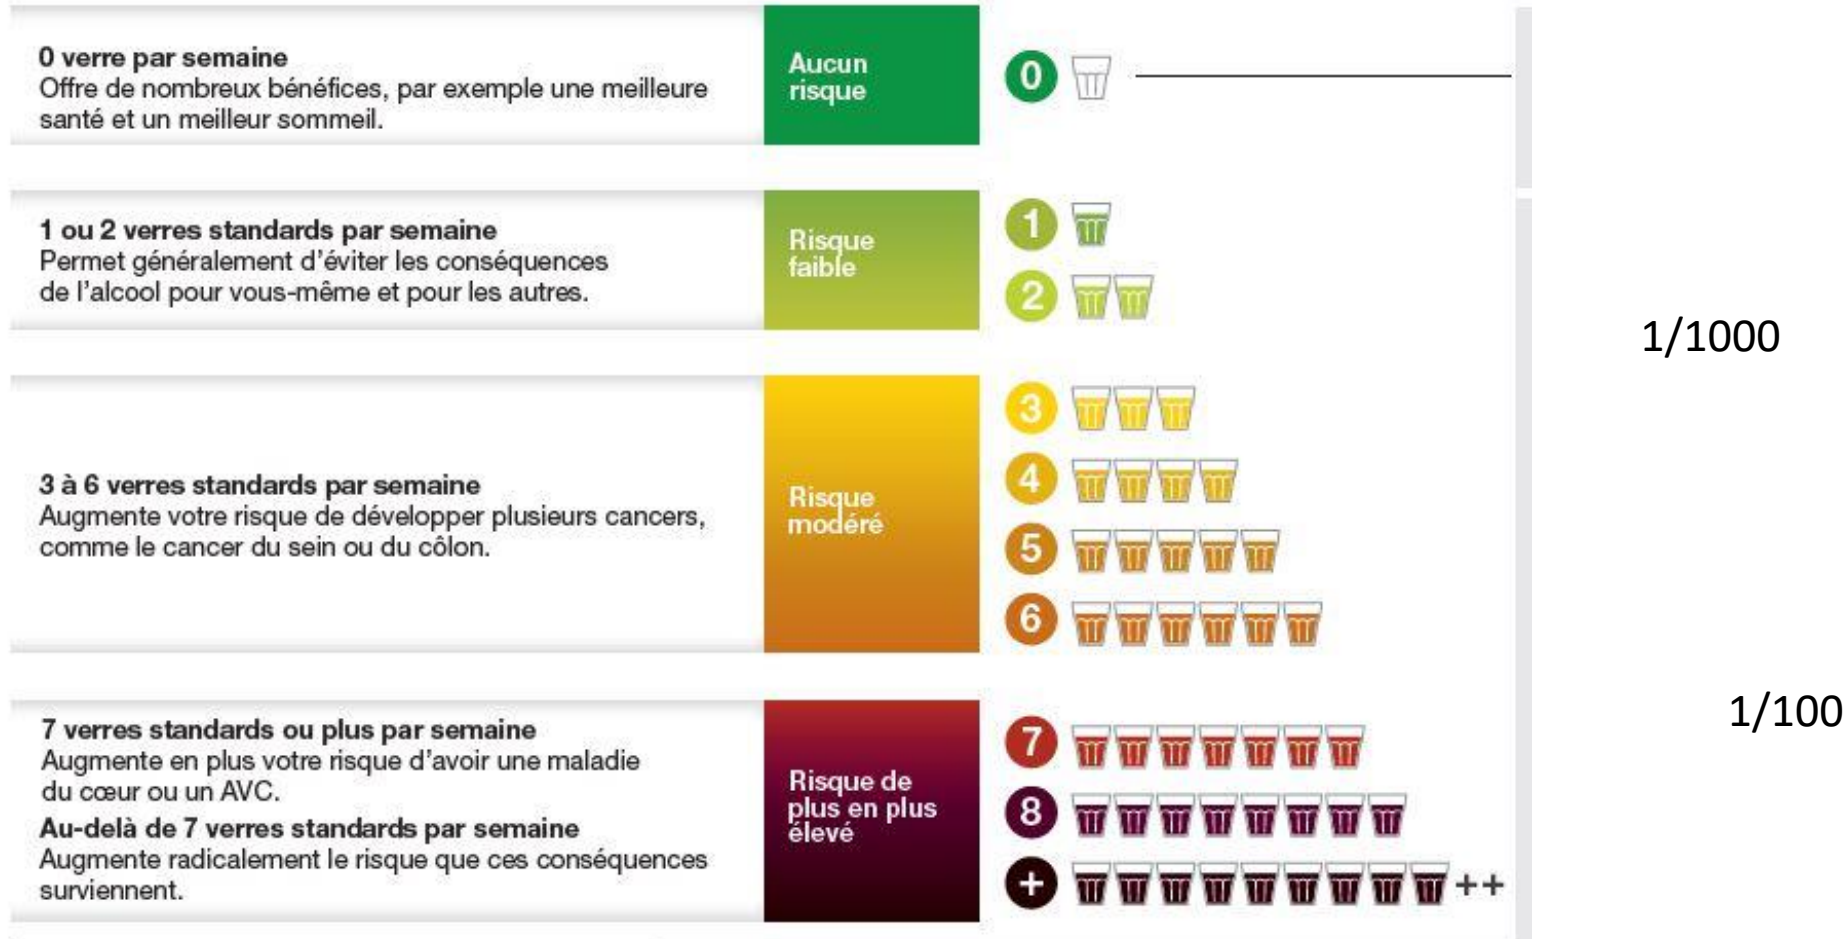 0 verre par semaine
Offre de nombreux bénéfices, par exemple une meilleure
santé et un meilleur sommeil.
Aucun
risque
0
1 ou 2 verres standards par semaine
Permet généralement d'éviter les conséquences
de l'alcool pour vous-même et pour les autres.
Risque
faible
1
2
1/1000
3 à 6 verres standards par semaine
Augmente votre risque de développer plusieurs cancers,
comme le cancer du sein ou du côlon.
Risque
modéré
3
4
5
6
7 verres standards ou plus par semaine
Augmente en plus votre risque d'avoir une maladie
du cœur ou un AVC.
Au-delà de 7 verres standards par semaine
Augmente radicalement le risque que ces conséquences
surviennent.
Risque de
plus en plus
élevé
7
8
+
++
1/100